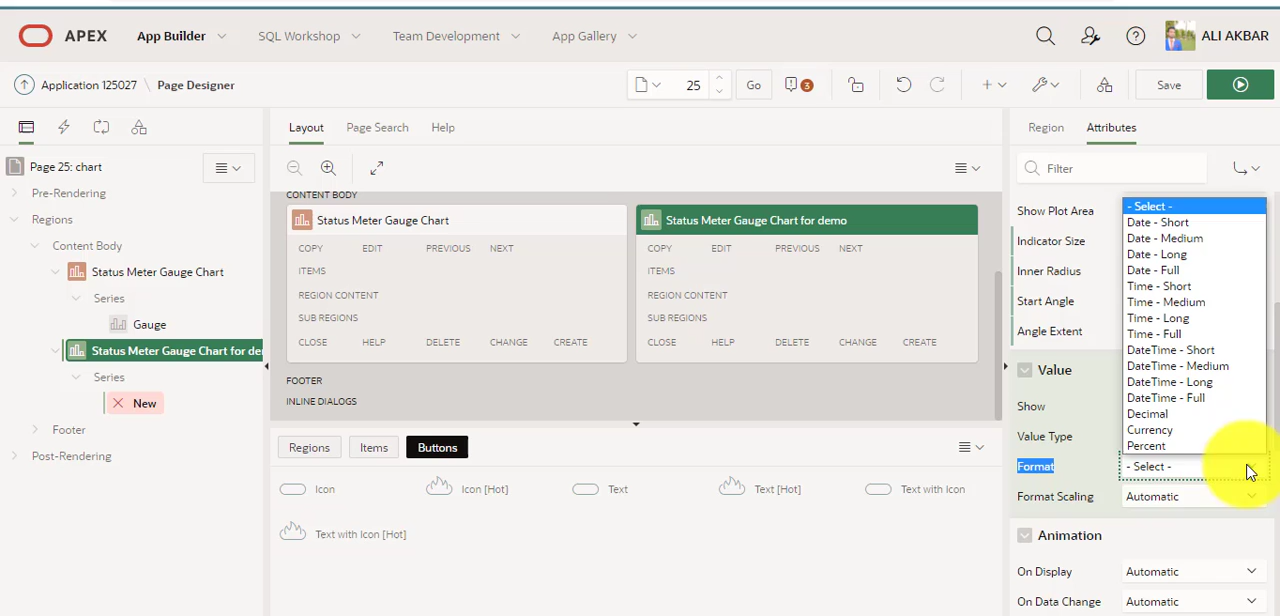 APEX App Builder SQL Workshop Team Development App Gallery ALI AKBAR
Application 125027 \ Page Designer 25 Go 3 Save
Layout Page Search Help
Region Attributes
Page 25: chart
Filter
Pre-Rendering
Regions
Content Body
Status Meter Gauge Chart
Series
Gauge
Status Meter Gauge Chart for de
Series
New
Footer
Post-Rendering
CONTENT BODY
Status Meter Gauge Chart
COPY EDIT PREVIOUS NEXT
ITEMS
REGION CONTENT
SUB REGIONS
CLOSE HELP DELETE CHANGE CREATE
Status Meter Gauge Chart for demo
COPY EDIT PREVIOUS NEXT
ITEMS
REGION CONTENT
SUB REGIONS
CLOSE HELP DELETE CHANGE CREATE
FOOTER
INLINE DIALOGS
Regions Items Buttons
Icon Icon [Hot] Text Text [Hot] Text with Icon
Text with Icon [Hot]
Show Plot Area
Indicator Size
Inner Radius
Start Angle
Angle Extent
Value
Show
Value Type
Format - Select -
Format Scaling Automatic
Animation
On Display Automatic
On Data Change Automatic
- Select -
Date - Short
Date - Medium
Date - Long
Date - Full
Time - Short
Time - Medium
Time - Long
Time - Full
DateTime - Short
DateTime - Medium
DateTime - Long
DateTime - Full
Decimal
Currency
Percent